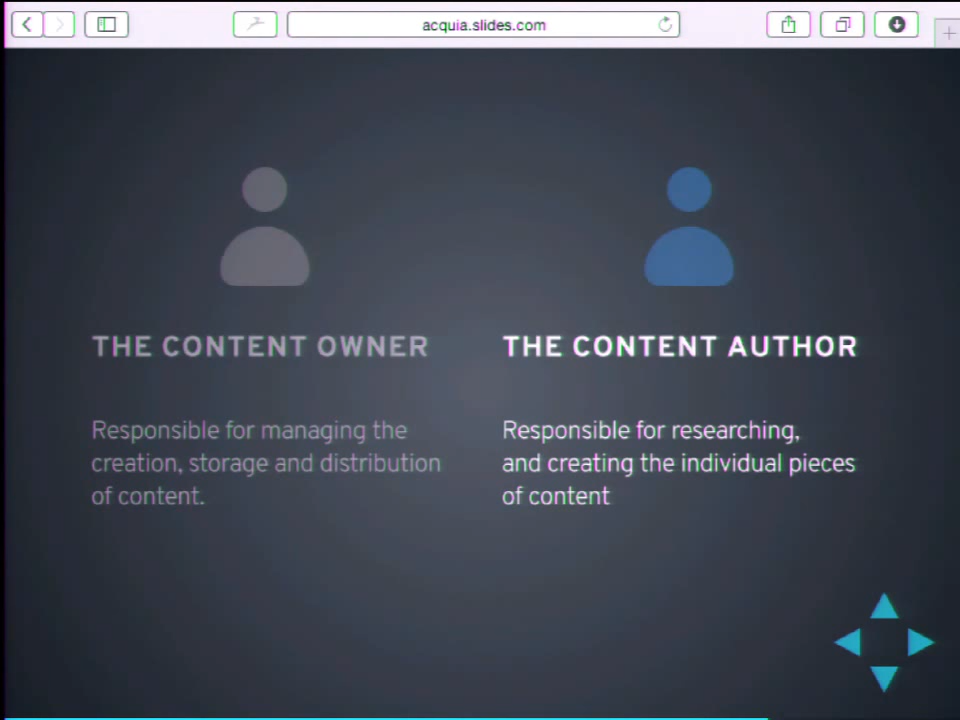 acquia.slides.com
THE CONTENT OWNER
Responsible for managing the
creation, storage and distribution
of content.
THE CONTENT AUTHOR
Responsible for researching,
and creating the individual pieces
of content